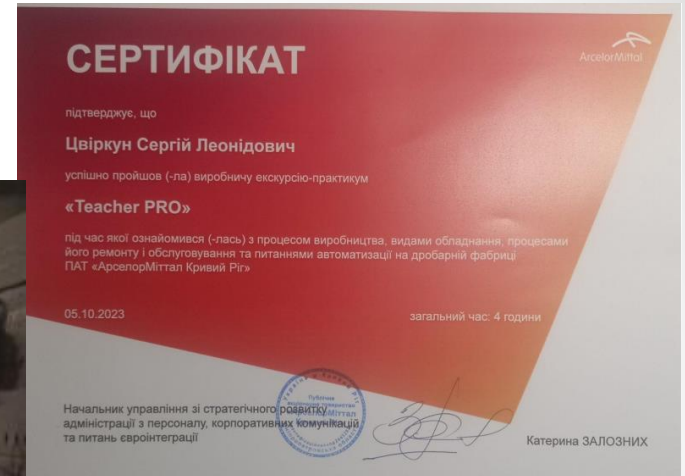 СЕРТИФІКАТ
ArcelorMittal
підтверджує, що
Цвіркун Сергій Леонідович
успішно пройшов (-ла) виробничу екскурсію-практикум
«Teacher PRO»
під час якої ознайомився (-лась) з процесом виробництва, видами обладнання, процесами
його ремонту і обслуговування та питаннями автоматизації на дробарній фабриці
ПАТ «АрселорМіттал Кривий Ріг»
05.10.2023
загальний час: 4 години
Начальник управління зі стратегічного розвитку
адміністрації з персоналу, корпоративних комунікацій
та питань євроінтеграції
Катерина ЗАЛОЗНИХ